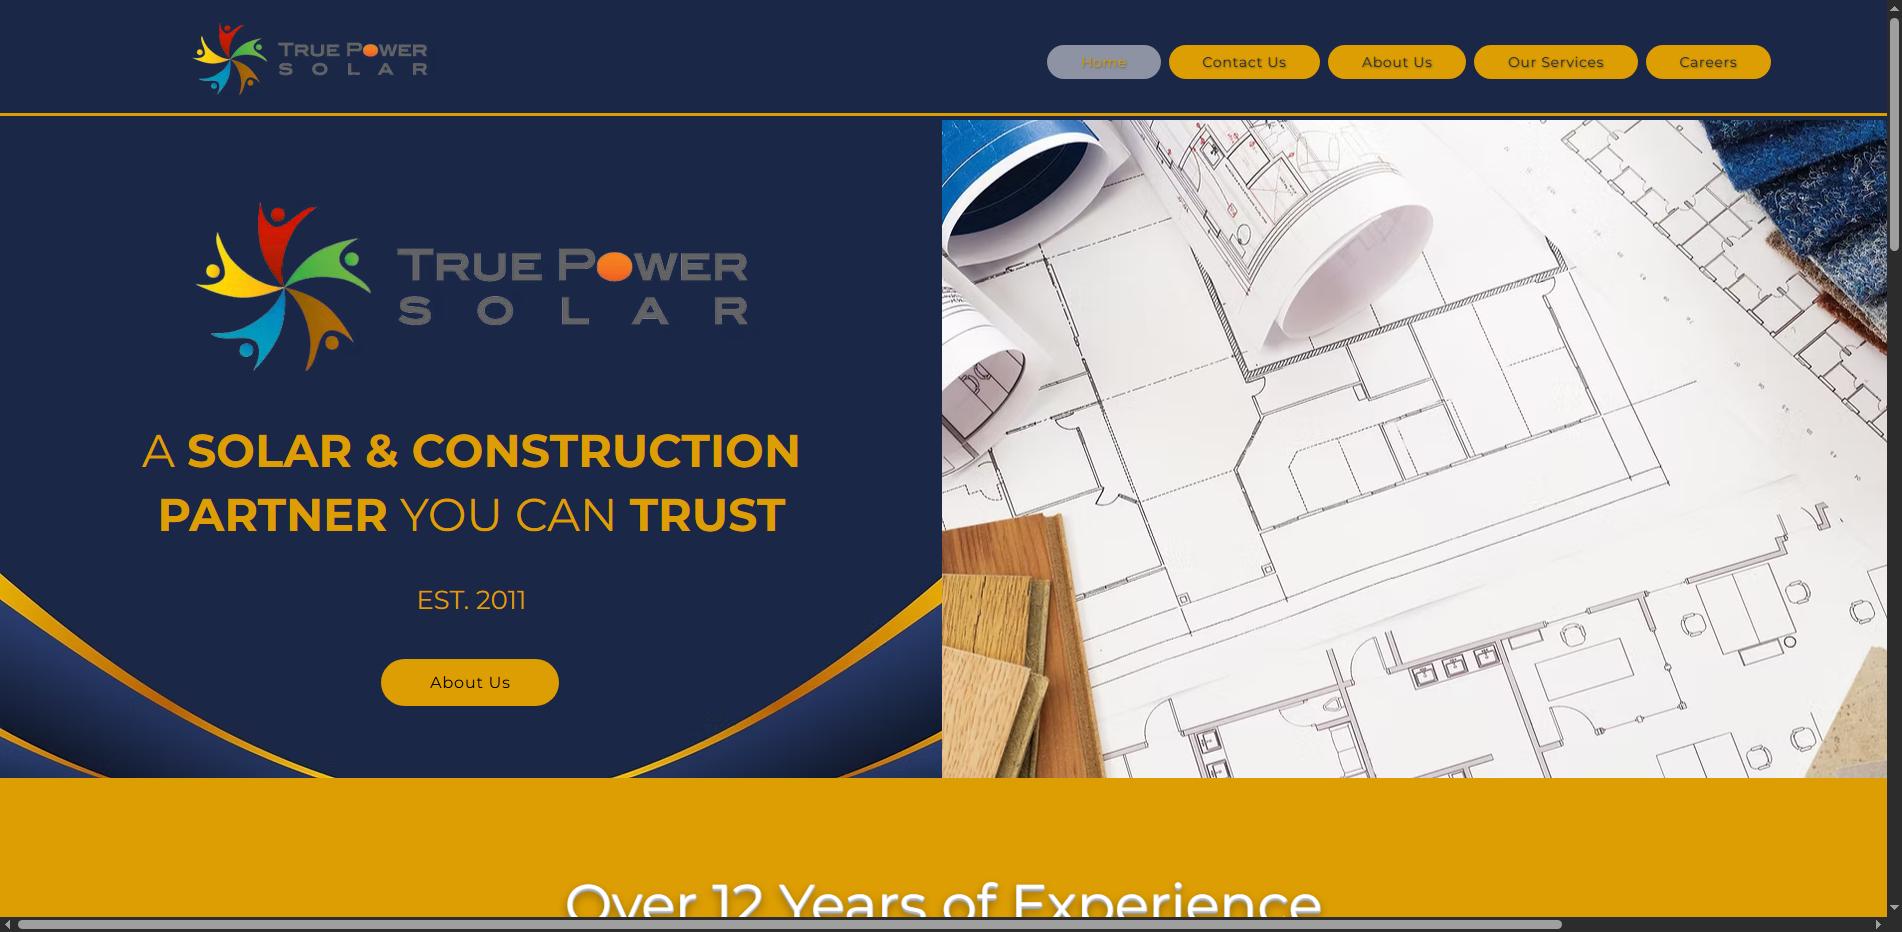 TRUE POWER
SOLAR
Home
Contact Us
About Us
Our Services
Careers
TRUE POWER
SOLAR
A SOLAR & CONSTRUCTION
PARTNER YOU CAN TRUST
EST. 2011
About Us
Over 12 Years of Experience